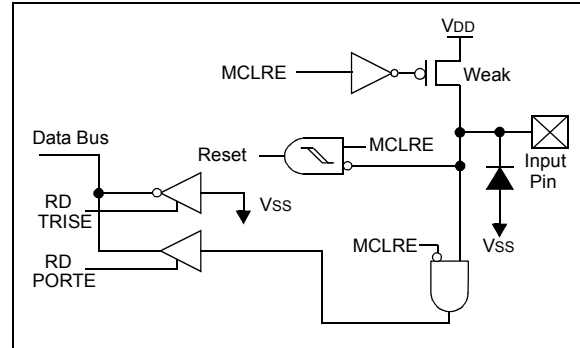 VDD
MCLRE
Weak
Data Bus
Reset
MCLRE
Input
Pin
RD
TRISE
VSS
VSS
MCLRE
RD
PORTE